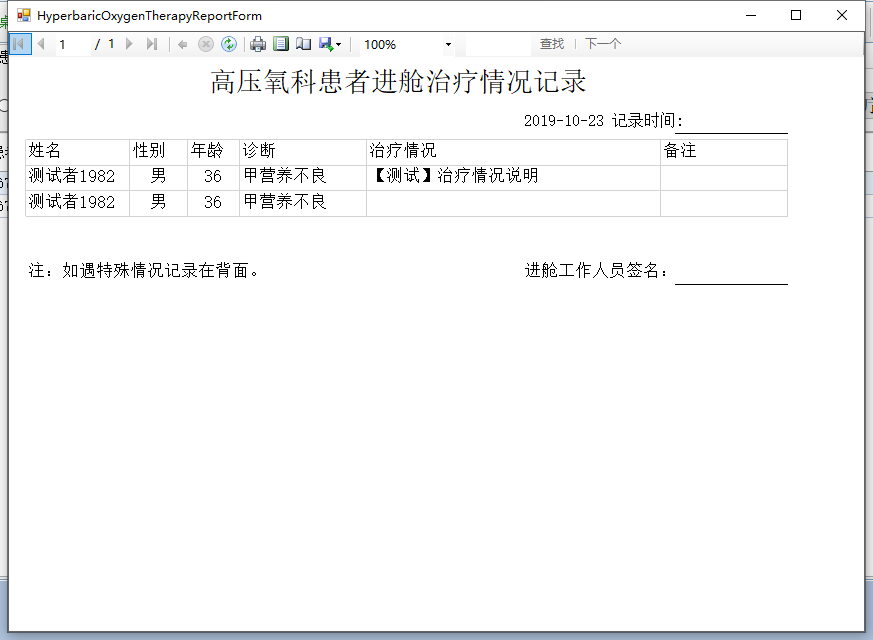 HyperbaricOxygenTherapyReportForm
1 / 1 100% 查找 下一个
高压氧科患者进舱治疗情况记录
2019-10-23 记录时间:
姓名 性别 年龄 诊断 治疗情况 备注
测试者1982 男 36 甲营养不良 【测试】治疗情况说明
测试者1982 男 36 甲营养不良
注：如遇特殊情况记录在背面。 进舱工作人员签名：